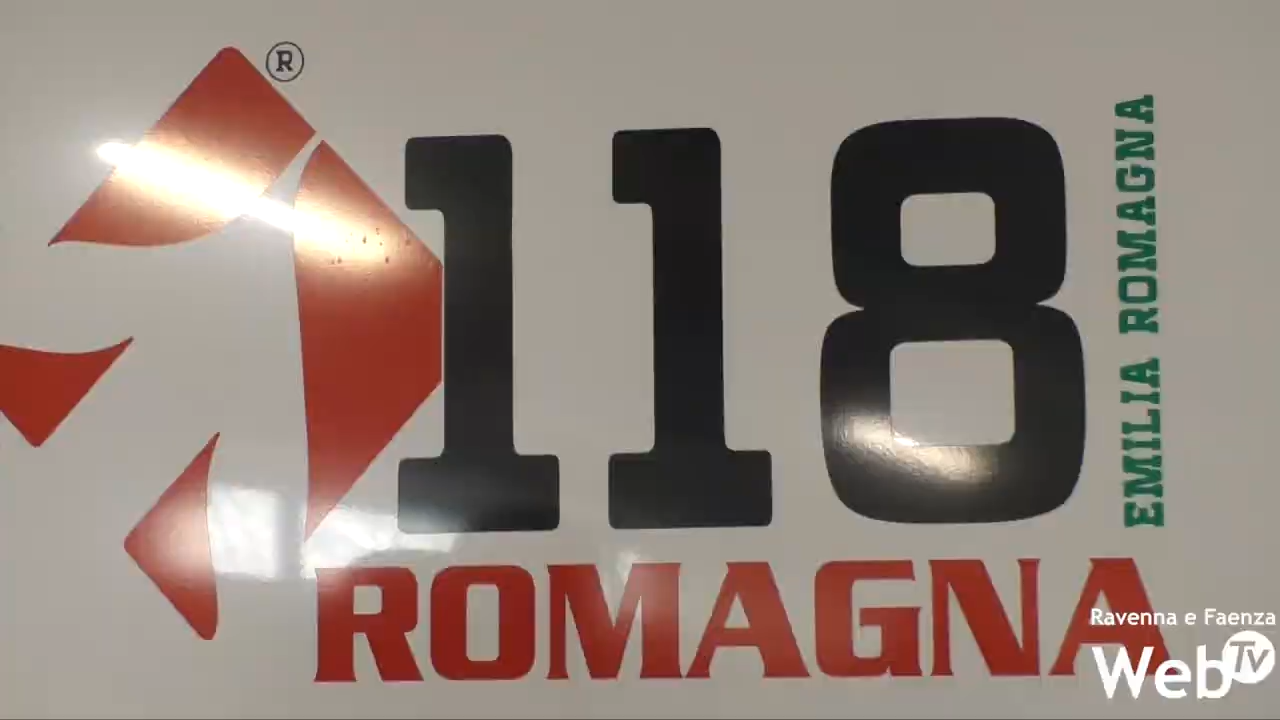 ®
118
EMILIA ROMAGNA
ROMAGNA
Ravenna e Faenza
Web TV